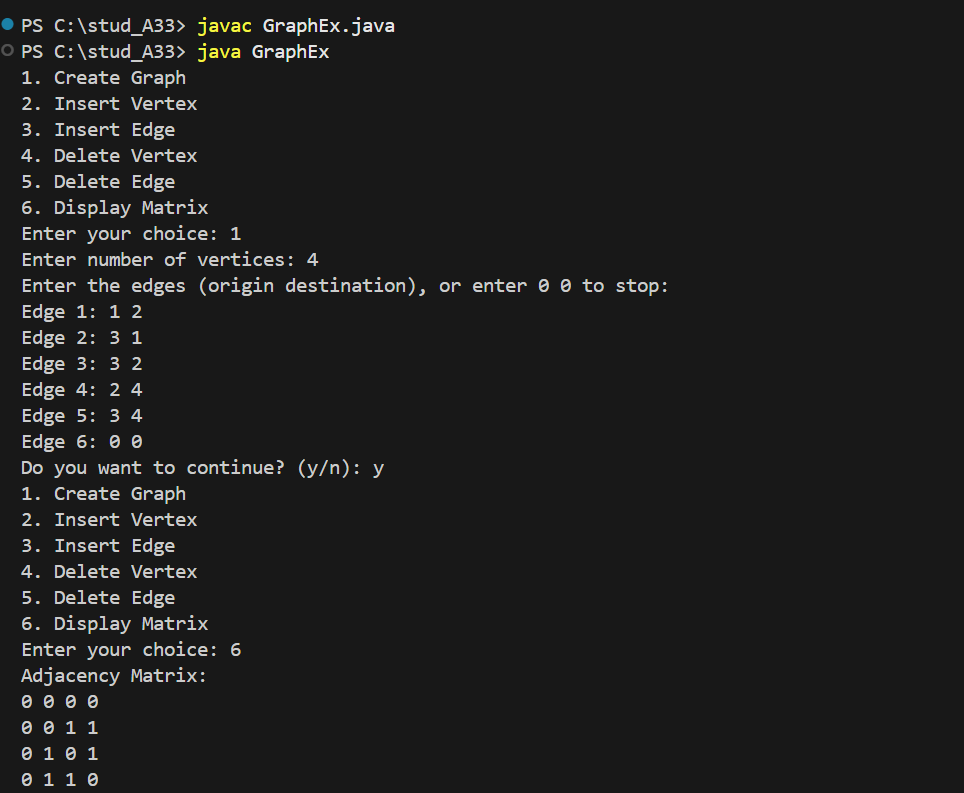 PS C:\stud_A33> javac GraphEx.java
PS C:\stud_A33> java GraphEx
1. Create Graph
2. Insert Vertex
3. Insert Edge
4. Delete Vertex
5. Delete Edge
6. Display Matrix
Enter your choice: 1
Enter number of vertices: 4
Enter the edges (origin destination), or enter 0 0 to stop:
Edge 1: 1 2
Edge 2: 3 1
Edge 3: 3 2
Edge 4: 2 4
Edge 5: 3 4
Edge 6: 0 0
Do you want to continue? (y/n): y
1. Create Graph
2. Insert Vertex
3. Insert Edge
4. Delete Vertex
5. Delete Edge
6. Display Matrix
Enter your choice: 6
Adjacency Matrix:
0 0 0 0
0 0 1 1
0 1 0 1
0 1 1 0